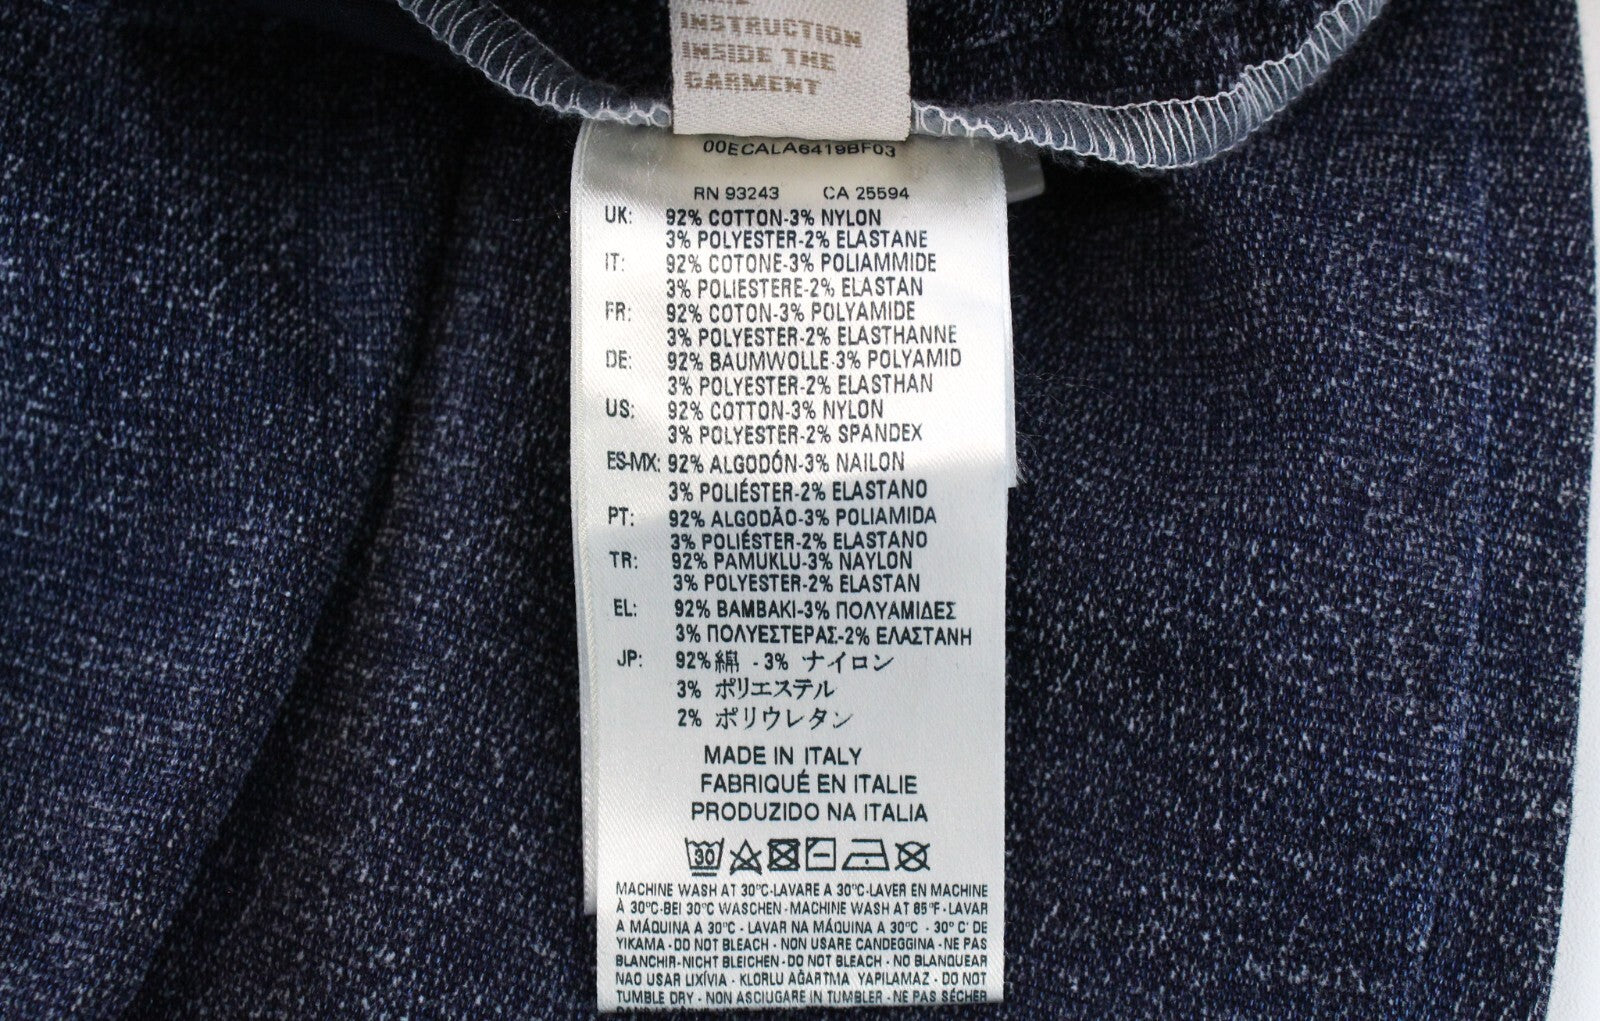 INSTRUCTION
INSIDE THE
GARMENT
00ECALA6419BF03
RN 93243 CA 25594
UK: 92% COTTON-3% NYLON
3% POLYESTER-2% ELASTANE
IT: 92% COTONE-3% POLIAMMIDE
3% POLIESTERE-2% ELASTAN
FR: 92% COTON-3% POLYAMIDE
3% POLYESTER-2% ELASTHANNE
DE: 92% BAUMWOLLE-3% POLYAMID
3% POLYESTER-2% ELASTHAN
US: 92% COTTON-3% NYLON
3% POLYESTER-2% SPANDEX
ES-MX: 92% ALGODÓN-3% NAILON
3% POLIÉSTER-2% ELASTANO
PT: 92% ALGODÃO-3% POLIAMIDA
3% POLIÉSTER-2% ELASTANO
TR: 92% PAMUKLU-3% NAYLON
3% POLYESTER-2% ELASTAN
EL: 92% ΒΑΜΒΑΚΙ-3% ΠΟΛΥΑΜΙΔΕΣ
3% ΠΟΛΥΕΣΤΕΡΑΣ-2% ΕΛΑΣΤΑΝΗ
JP: 92% 綿 - 3% ナイロン
3% ポリエステル
2% ポリウレタン
MADE IN ITALY
FABRIQUÉ EN ITALIE
PRODUZIDO NA ITALIA
30
MACHINE WASH AT 30°C-LAVARE A 30°C-LAVER EN MACHINE
À 30°C-BEI 30°C WASCHEN - MACHINE WASH AT 85°F - LAVAR
A MÁQUINA A 30°C - LAVAR NA MÁQUINA A 30°C - 30° C' DE
YIKAMA - DO NOT BLEACH - NON USARE CANDEGGINA - NE PAS
BLANCHIR-NICHT BLEICHEN - DO NOT BLEACH - NO BLANQUEAR
NAO USAR LIXÍVIA - KLORLU AĞARTMA YAPILAMAZ - DO NOT
TUMBLE DRY - NON ASCIUGARE IN TUMBLER - NE PAS SÉCHER